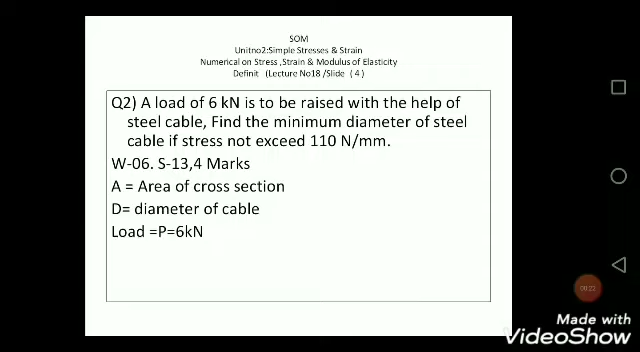 SOM
Unitno2:Simple Stresses & Strain
Numerical on Stress ,Strain & Modulus of Elasticity
Definit (Lecture No18 /Slide ( 4 )
Q2) A load of 6 kN is to be raised with the help of
steel cable, Find the minimum diameter of steel
cable if stress not exceed 110 N/mm.
W-06. S-13,4 Marks
A = Area of cross section
D= diameter of cable
Load =P=6kN
00:23
Made with
VideoShow